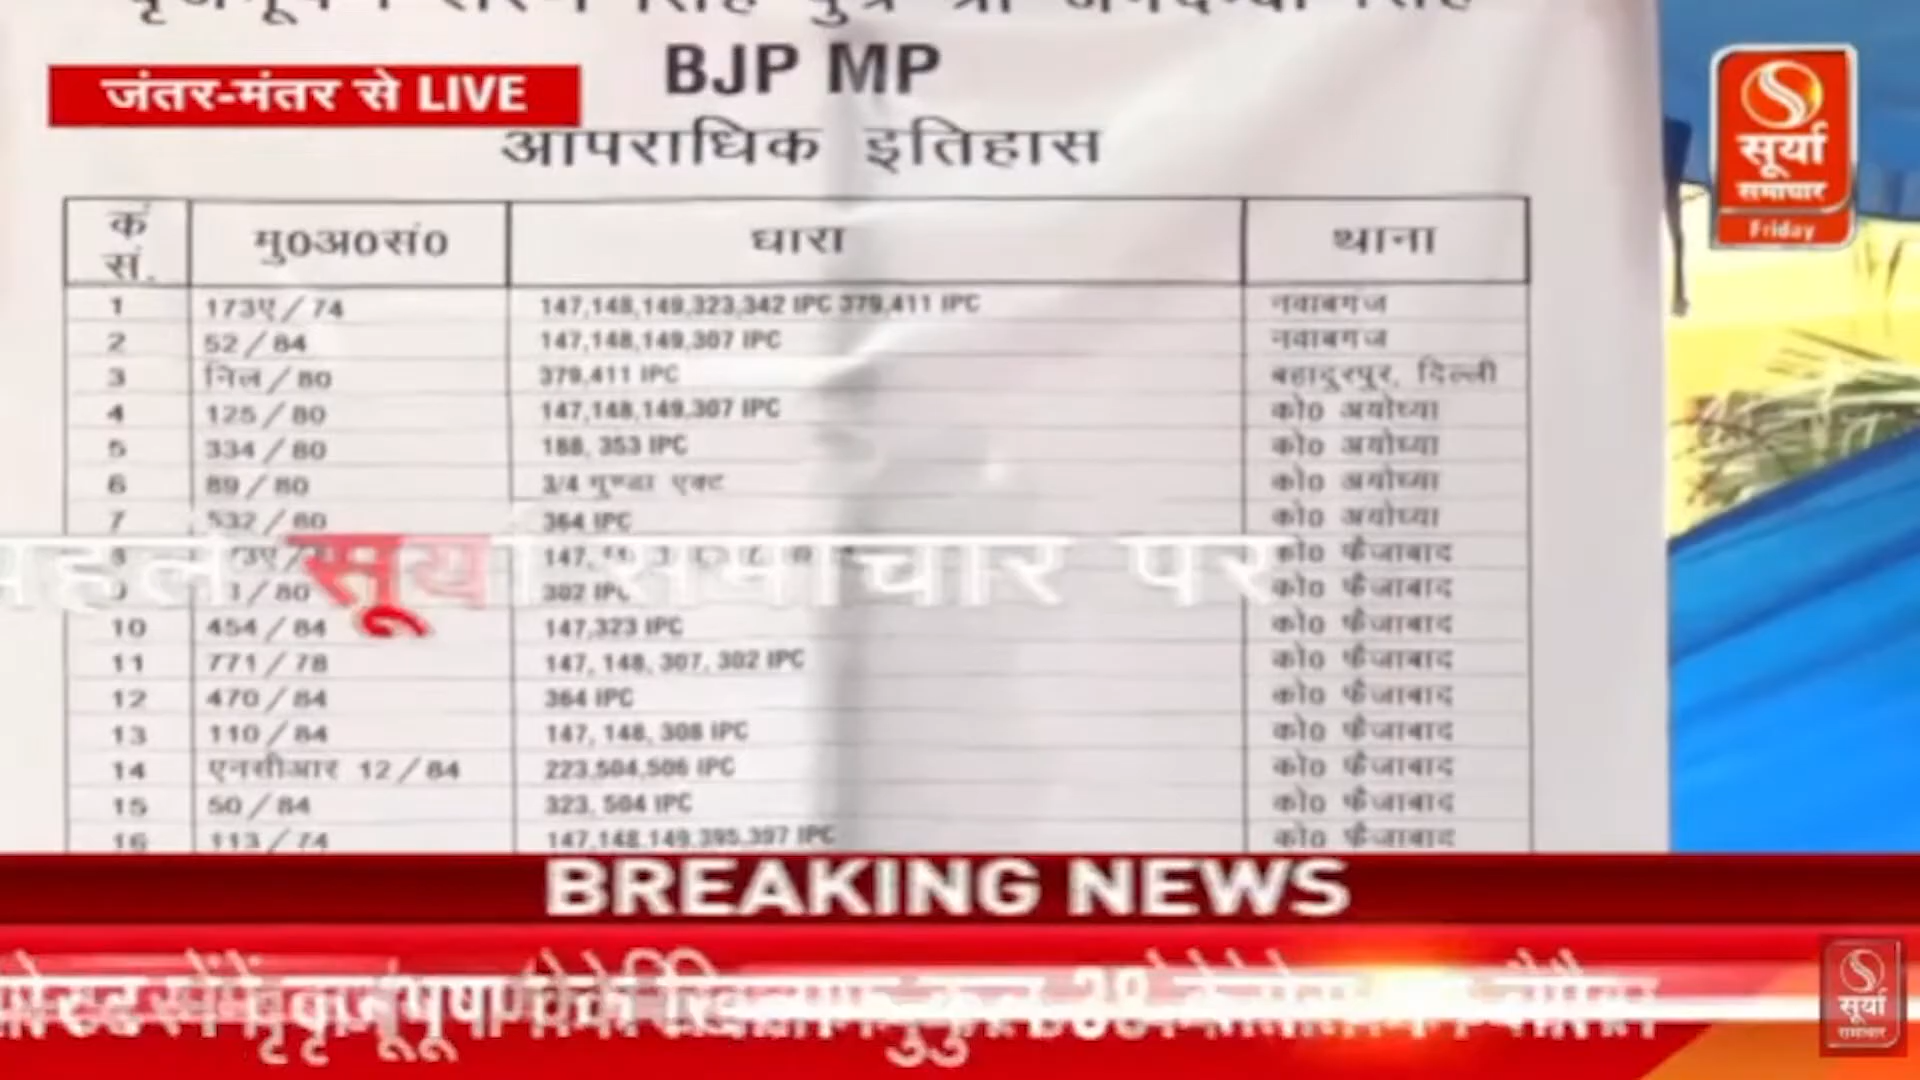 BJP MP
जंतर-मंतर से LIVE
आपराधिक इतिहास
सूर्या
समाचार
Friday
क सं. मु0अ0सं0 धारा थाना
1 173ए/74 147,148,149,323,342 IPC 379,411 IPC नवाबगंज
2 52/84 147,148,149,307 IPC नवाबगंज
3 निल/80 379,411 IPC बहादुरपुर, दिल्ली
4 125/80 147,148,149,307 IPC को0 अयोध्या
5 334/80 188, 353 IPC को0 अयोध्या
6 89/80 3/4 गुण्डा एक्ट को0 अयोध्या
7 532/80 364 IPC को0 अयोध्या
सूर्या समाचार पर
को0 फैजाबाद
302 को0 फैजाबाद
10 454/84 147,323 IPC को0 फैजाबाद
11 771/78 147, 148, 307, 302 IPC को0 फैजाबाद
12 470/84 364 IPC को0 फैजाबाद
13 110/84 147, 148, 308 IPC को0 फैजाबाद
14 एनसीआर 12/84 223,504,506 IPC को0 फैजाबाद
15 50/84 323, 504 IPC को0 फैजाबाद
16 113/74 147,148,149,395,397 IPC को0 फैजाबाद
BREAKING NEWS
सूर्या
समाचार